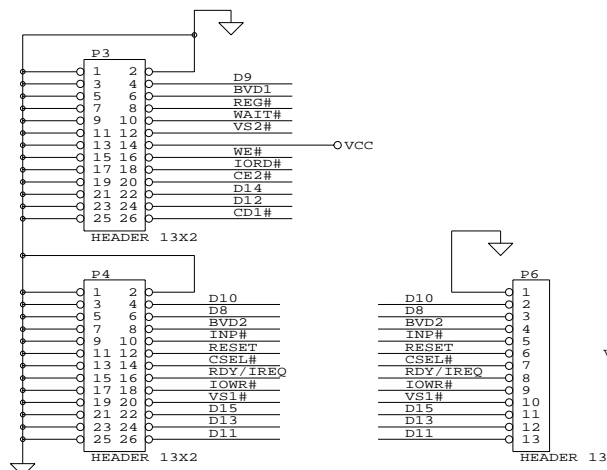 P3
1 2
3 4 D9
5 6 BVD1
7 8 REG#
9 10 WAIT#
11 12 VS2#
13 14 VCC
15 16 WE#
17 18 IORD#
19 20 CE2#
21 22 D14
23 24 D12
25 26 CD1#
HEADER 13X2
P4
1 2
3 4 D10
5 6 D8
7 8 BVD2
9 10 INP#
11 12 RESET
13 14 CSEL#
15 16 RDY/IREQ
17 18 IOWR#
19 20 VS1#
21 22 D15
23 24 D13
25 26 D11
HEADER 13X2
P6
1
D10 2
D8 3
BVD2 4
INP# 5
RESET 6
CSEL# 7
RDY/IREQ 8
IOWR# 9
VS1# 10
D15 11
D13 12
D11 13
HEADER 13